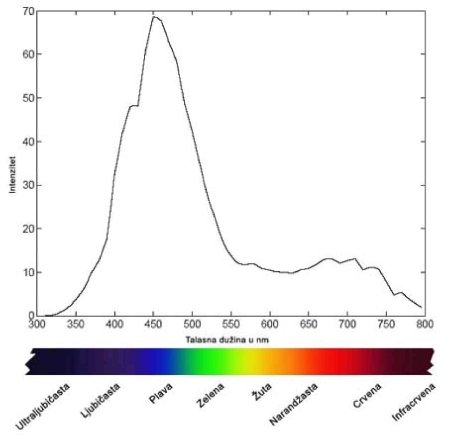 70
60
50
40
30
20
10
0
Intenzitet
300 350 400 450 500 550 600 650 700 750 800
Talasna dužina u nm
Ultraljubičasta Ljubičasta Plava Zelena Žuta Narandžasta Crvena Infracrvena